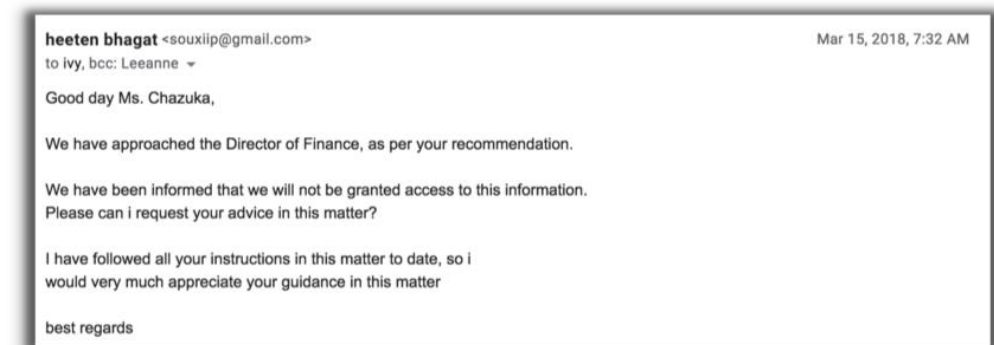 heeten bhagat <souxiip@gmail.com> Mar 15, 2018, 7:32 AM
to ivy, bcc: Leeanne
Good day Ms. Chazuka,
We have approached the Director of Finance, as per your recommendation.
We have been informed that we will not be granted access to this information.
Please can i request your advice in this matter?
I have followed all your instructions in this matter to date, so i
would very much appreciate your guidance in this matter
best regards